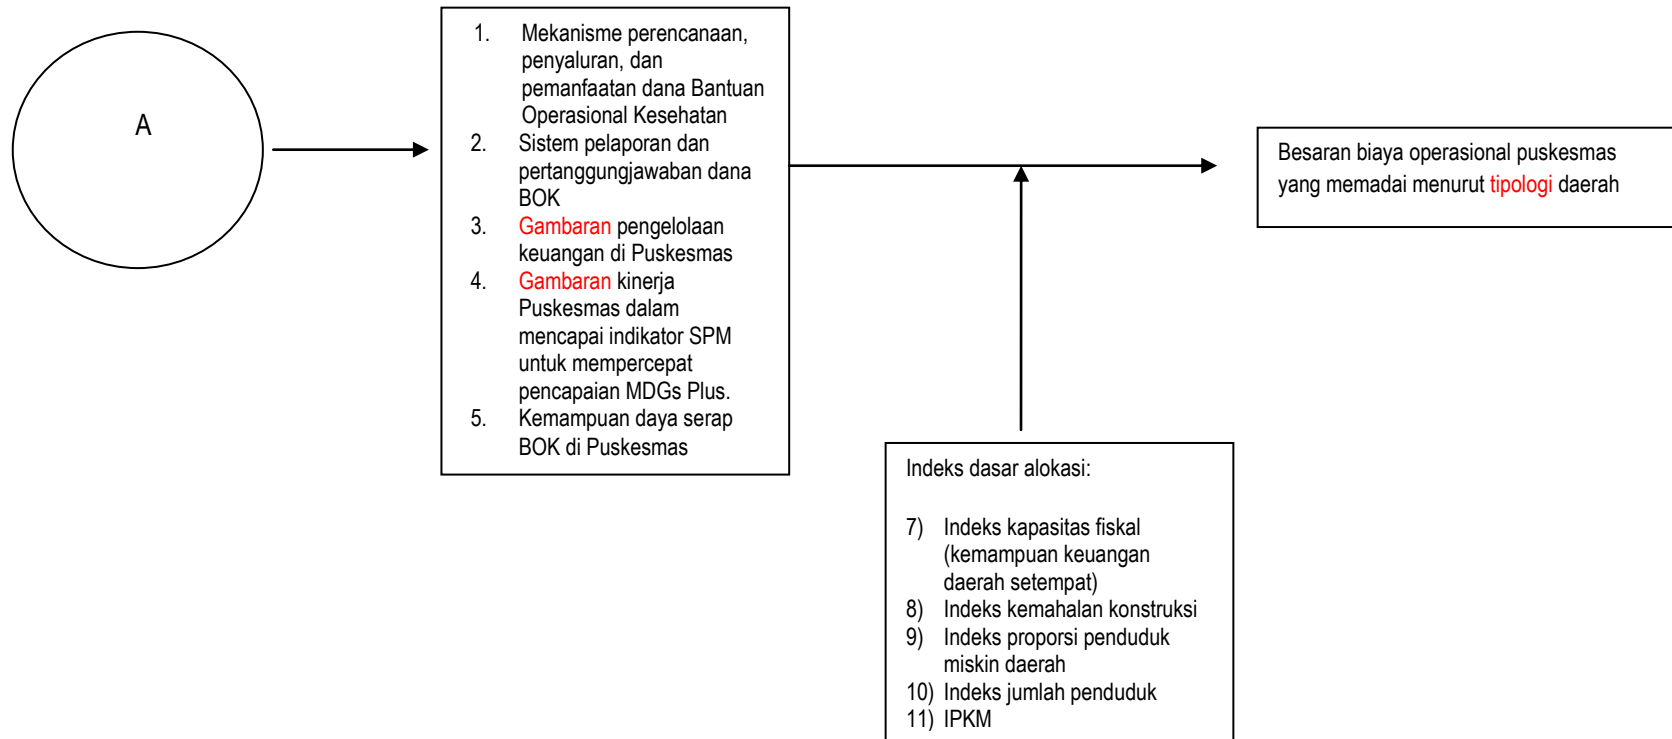 A
1. Mekanisme perencanaan,
penyaluran, dan
pemanfaatan dana Bantuan
Operasional Kesehatan
2. Sistem pelaporan dan
pertanggungjawaban dana
BOK
3. Gambaran pengelolaan
keuangan di Puskesmas
4. Gambaran kinerja
Puskesmas dalam
mencapai indikator SPM
untuk mempercepat
pencapaian MDGs Plus.
5. Kemampuan daya serap
BOK di Puskesmas
Besaran biaya operasional puskesmas
yang memadai menurut tipologi daerah
Indeks dasar alokasi:
7) Indeks kapasitas fiskal
(kemampuan keuangan
daerah setempat)
8) Indeks kemahalan konstruksi
9) Indeks proporsi penduduk
miskin daerah
10) Indeks jumlah penduduk
11) IPKM